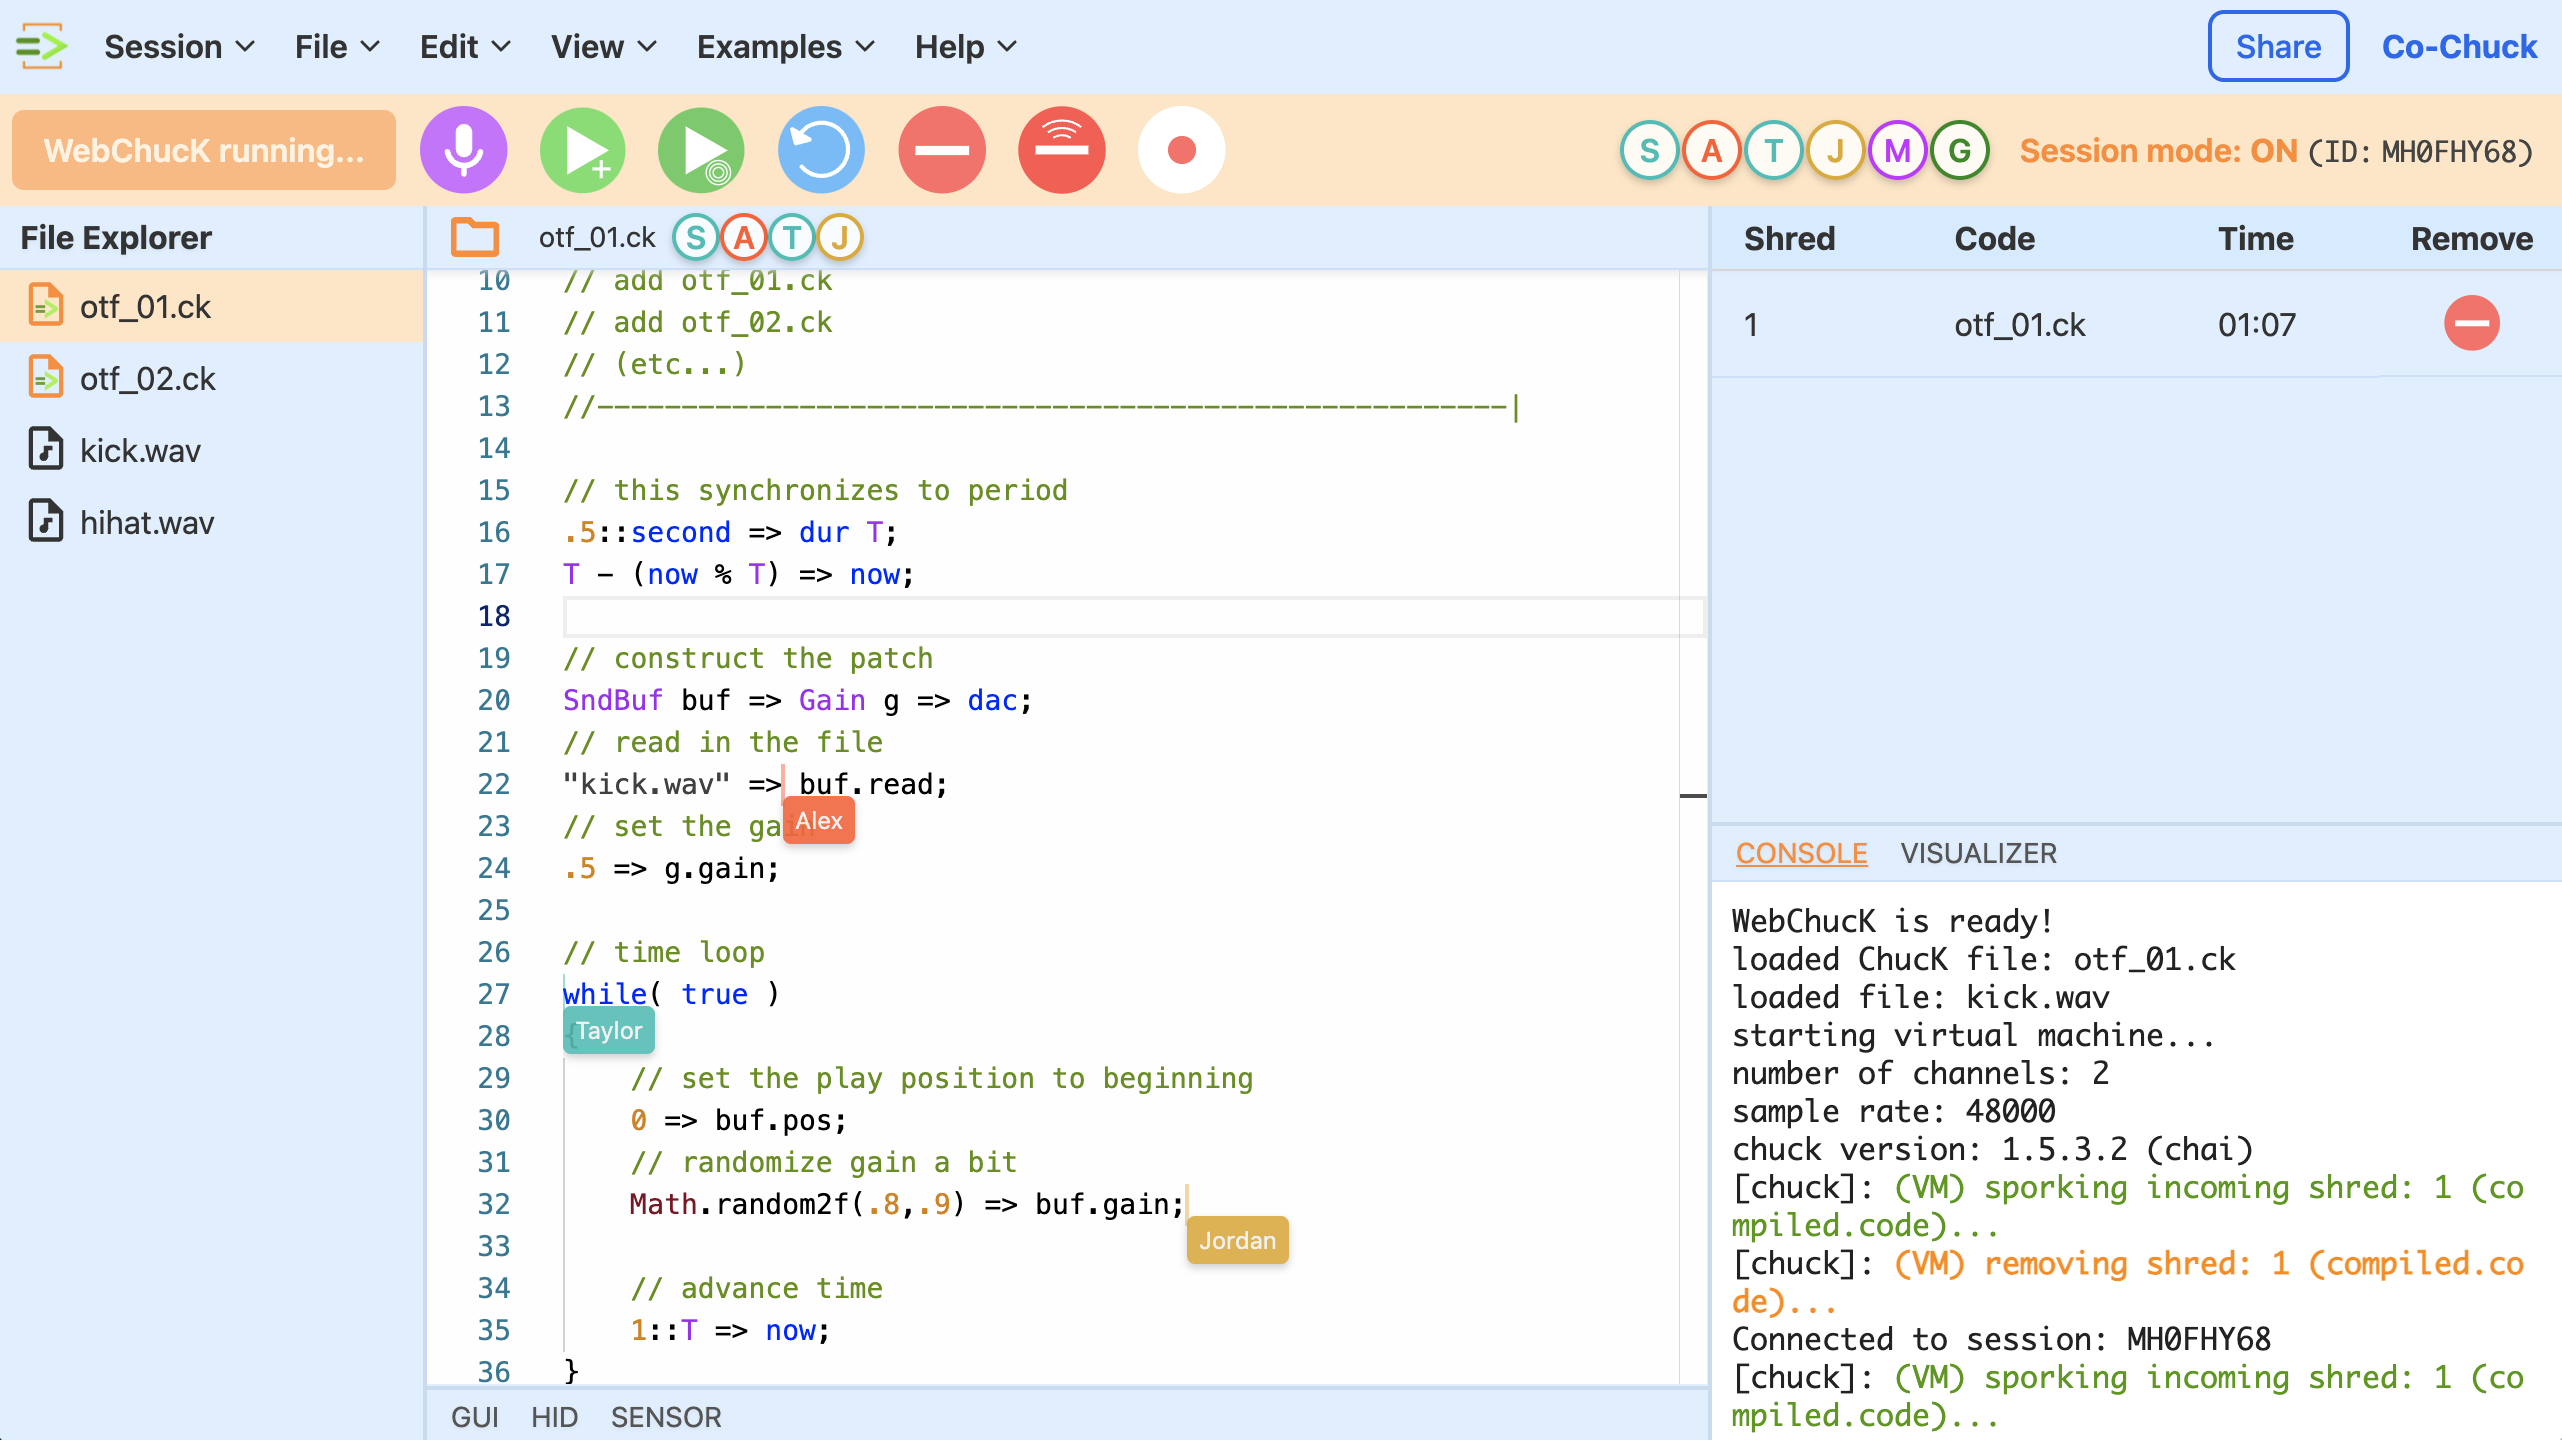 Session File Edit View Examples Help Share Co-Chuck
WebChucK running... S A T J M G Session mode: ON (ID: MH0FHY68)
File Explorer
otf_01.ck
otf_02.ck
kick.wav
hihat.wav
otf_01.ck S A T J
10 // add otf_01.ck
11 // add otf_02.ck
12 // (etc...)
13 //------------------------------------------------------|
14
15 // this synchronizes to period
16 .5::second => dur T;
17 T - (now % T) => now;
18
19 // construct the patch
20 SndBuf buf => Gain g => dac;
21 // read in the file
22 "kick.wav" => buf.read;
Alex
23 // set the gain
24 .5 => g.gain;
25
26 // time loop
27 while( true )
Taylor
28 {
29 // set the play position to beginning
30 0 => buf.pos;
31 // randomize gain a bit
32 Math.random2f(.8,.9) => buf.gain;
Jordan
33
34 // advance time
35 1::T => now;
36 }
GUI HID SENSOR
Shred Code Time Remove
1 otf_01.ck 01:07
CONSOLE VISUALIZER
WebChucK is ready!
loaded ChucK file: otf_01.ck
loaded file: kick.wav
starting virtual machine...
number of channels: 2
sample rate: 48000
chuck version: 1.5.3.2 (chai)
[chuck]: (VM) sporking incoming shred: 1 (co
mpiled.code)...
[chuck]: (VM) removing shred: 1 (compiled.co
de)...
Connected to session: MH0FHY68
[chuck]: (VM) sporking incoming shred: 1 (co
mpiled.code)...